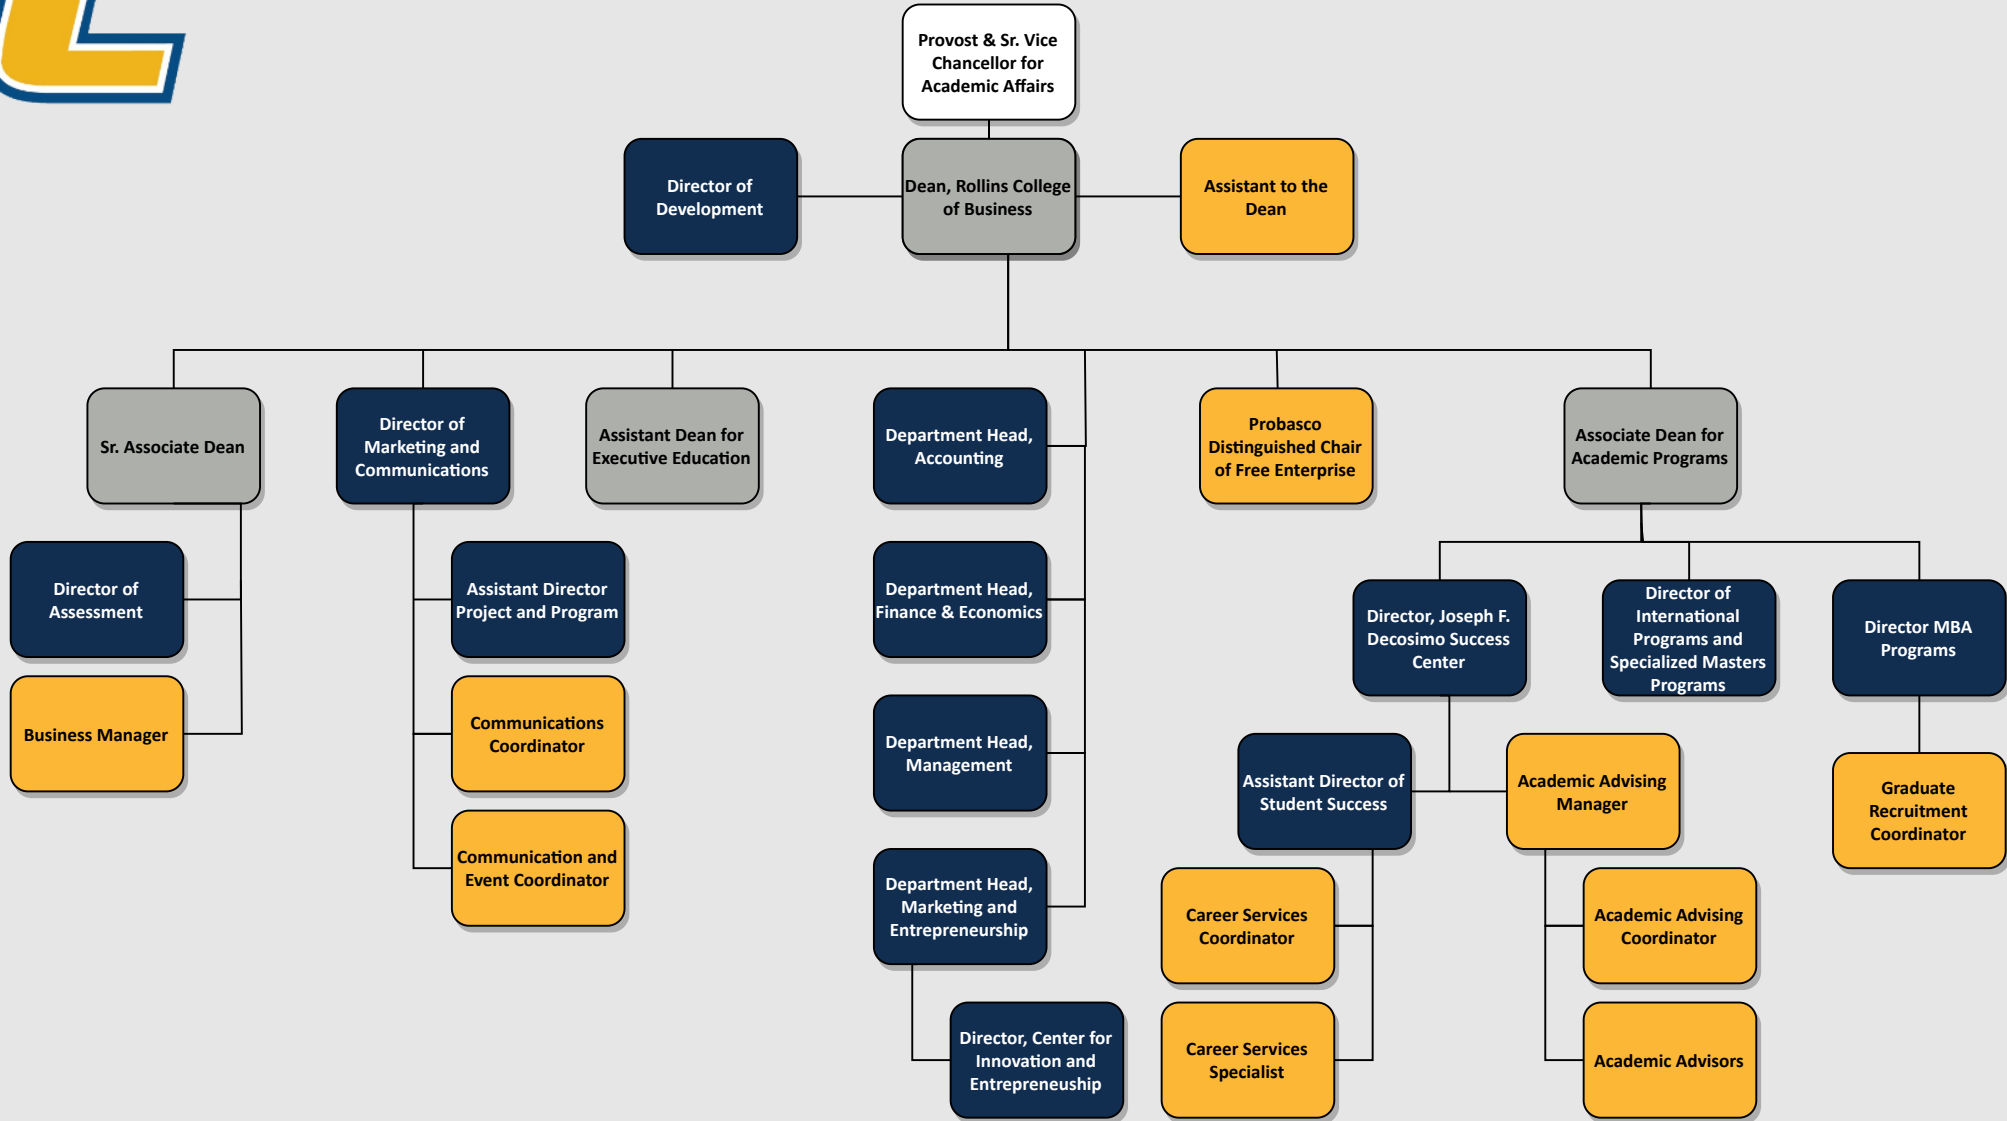 Provost & Sr. Vice
Chancellor for
Academic Affairs
Director of
Development
Dean, Rollins College
of Business
Assistant to the
Dean
Sr. Associate Dean
Director of
Marketing and
Communications
Assistant Dean for
Executive Education
Department Head,
Accounting
Probasco
Distinguished Chair
of Free Enterprise
Associate Dean for
Academic Programs
Director of
Assessment
Assistant Director
Project and Program
Department Head,
Finance & Economics
Director, Joseph F.
Decosimo Success
Center
Director of
International
Programs and
Specialized Masters
Programs
Director MBA
Programs
Business Manager
Communications
Coordinator
Department Head,
Management
Assistant Director of
Student Success
Academic Advising
Manager
Graduate
Recruitment
Coordinator
Communication and
Event Coordinator
Department Head,
Marketing and
Entrepreneurship
Career Services
Coordinator
Academic Advising
Coordinator
Director, Center for
Innovation and
Entrepreneuship
Career Services
Specialist
Academic Advisors